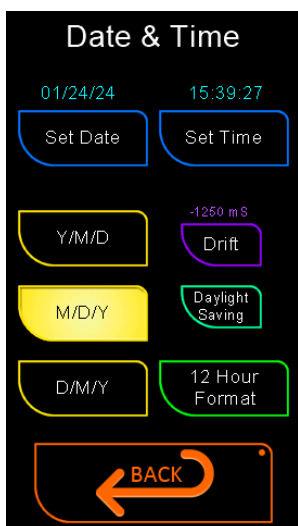 Date & Time
01/24/24 15:39:27
Set Date Set Time
-1250 mS
Y/M/D Drift
M/D/Y Daylight
Saving
D/M/Y 12 Hour
Format
BACK